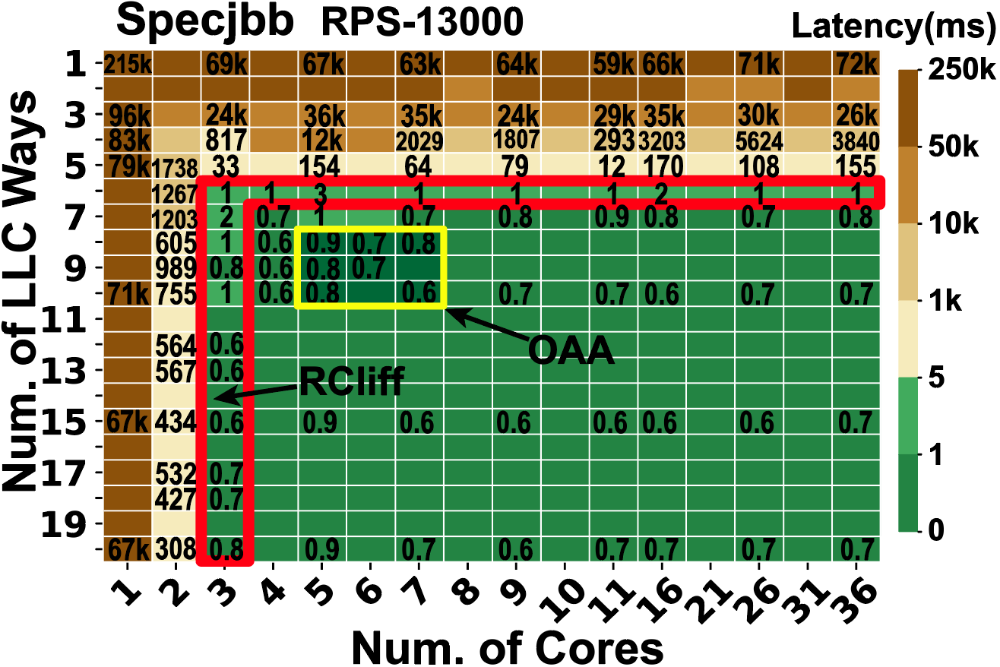 Specjbb RPS-13000
Latency(ms)
Num. of LLC Ways
1 215k 69k 67k 63k 64k 59k 66k 71k 72k
3 96k 24k 36k 35k 24k 29k 35k 30k 26k
83k 817 12k 2029 1807 293 3203 5624 3840
5 79k 1738 33 154 64 79 12 170 108 155
1267 1 1 3 1 1 1 2 1 1
7 1203 2 0.7 1 0.7 0.8 0.9 0.8 0.7 0.8
605 1 0.6 0.9 0.7 0.8
9 989 0.8 0.6 0.8 0.7
71k 755 1 0.6 0.8 0.6 0.7 0.7 0.6 0.7 0.7
11
OAA
564 0.6
13 567 0.6
RCliff
15 67k 434 0.6 0.9 0.6 0.6 0.6 0.6 0.6 0.7
17 532 0.7
427 0.7
19
67k 308 0.8 0.9 0.7 0.6 0.7 0.7 0.7 0.7
1 2 3 4 5 6 7 8 9 10 11 16 21 26 31 36
Num. of Cores
250k
50k
10k
1k
5
1
0